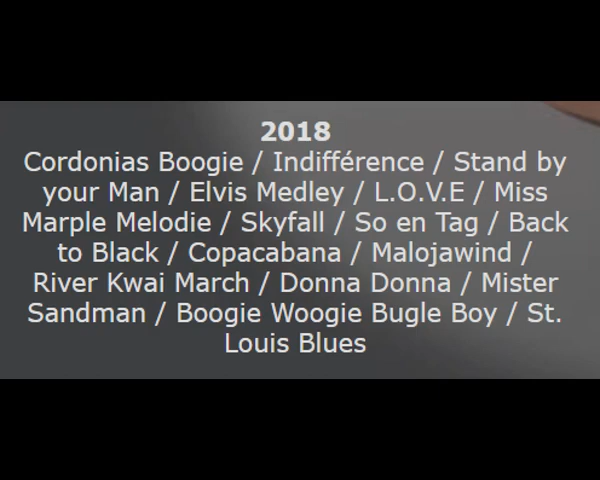 2018
Cordonias Boogie / Indifférence / Stand by
your Man / Elvis Medley / L.O.V.E / Miss
Marple Melodie / Skyfall / So en Tag / Back
to Black / Copacabana / Malojawind /
River Kwai March / Donna Donna / Mister
Sandman / Boogie Woogie Bugle Boy / St.
Louis Blues